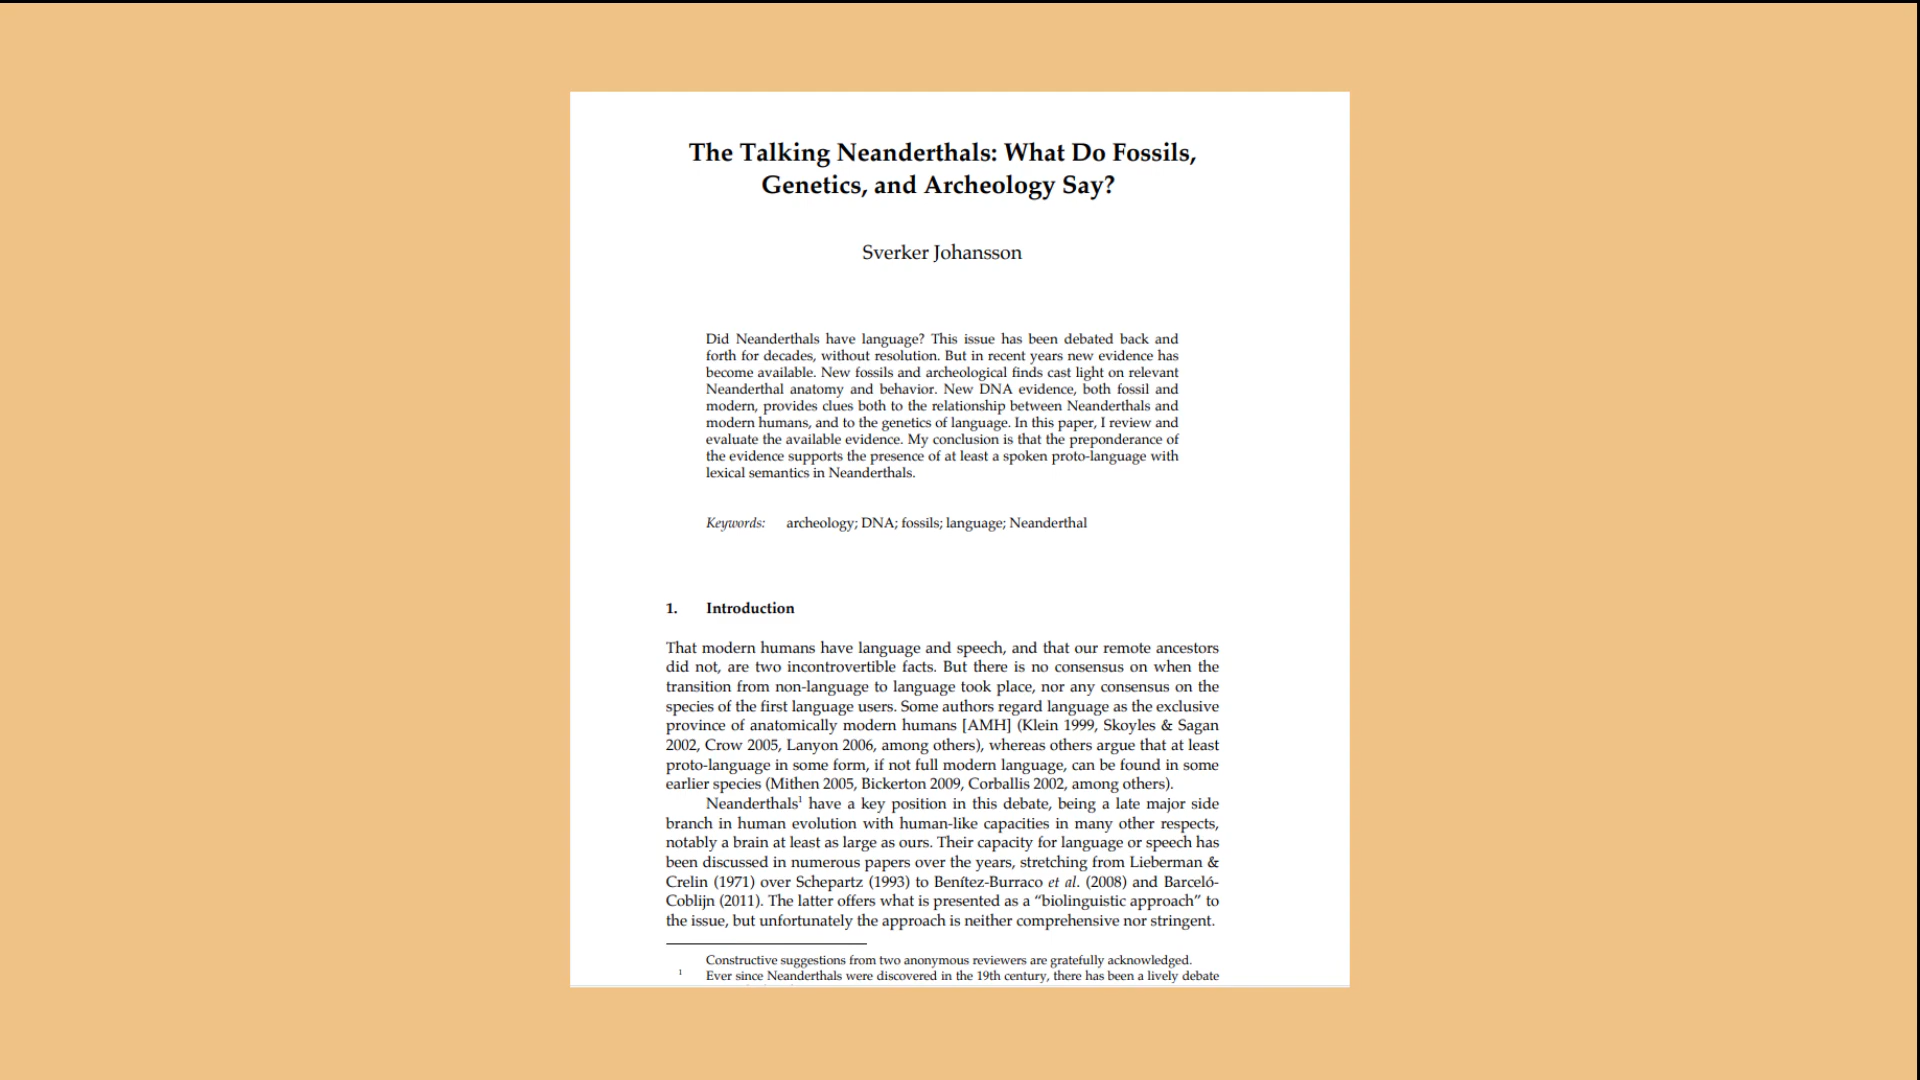 The Talking Neanderthals: What Do Fossils,
Genetics, and Archeology Say?
Sverker Johansson
Did Neanderthals have language? This issue has been debated back and
forth for decades, without resolution. But in recent years new evidence has
become available. New fossils and archeological finds cast light on relevant
Neanderthal anatomy and behavior. New DNA evidence, both fossil and
modern, provides clues both to the relationship between Neanderthals and
modern humans, and to the genetics of language. In this paper, I review and
evaluate the available evidence. My conclusion is that the preponderance of
the evidence supports the presence of at least a spoken proto-language with
lexical semantics in Neanderthals.
Keywords: archeology; DNA; fossils; language; Neanderthal
1. Introduction
That modern humans have language and speech, and that our remote ancestors
did not, are two incontrovertible facts. But there is no consensus on when the
transition from non-language to language took place, nor any consensus on the
species of the first language users. Some authors regard language as the exclusive
province of anatomically modern humans [AMH] (Klein 1999, Skoyles & Sagan
2002, Crow 2005, Lanyon 2006, among others), whereas others argue that at least
proto-language in some form, if not full modern language, can be found in some
earlier species (Mithen 2005, Bickerton 2009, Corballis 2002, among others).
Neanderthals¹ have a key position in this debate, being a late major side
branch in human evolution with human-like capacities in many other respects,
notably a brain at least as large as ours. Their capacity for language or speech has
been discussed in numerous papers over the years, stretching from Lieberman &
Crelin (1971) over Schepartz (1993) to Benítez-Burraco et al. (2008) and Barceló-
Coblijn (2011). The latter offers what is presented as a “biolinguistic approach” to
the issue, but unfortunately the approach is neither comprehensive nor stringent.
Constructive suggestions from two anonymous reviewers are gratefully acknowledged.
1 Ever since Neanderthals were discovered in the 19th century, there has been a lively debate